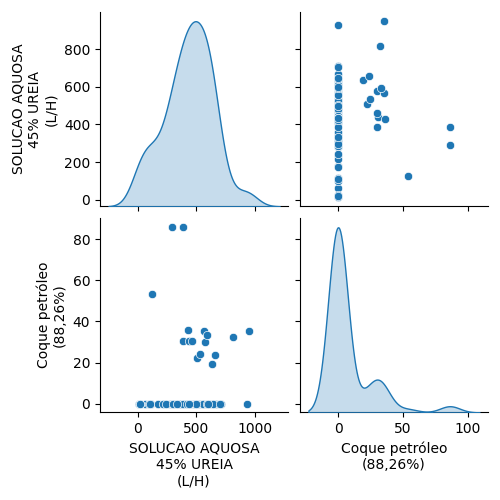 SOLUCAO AQUOSA
45% UREIA
(L/H)
800
600
400
200
0
Coque petróleo
(88,26%)
80
60
40
20
0
0 500 1000
SOLUCAO AQUOSA
45% UREIA
(L/H)
0 50 100
Coque petróleo
(88,26%)